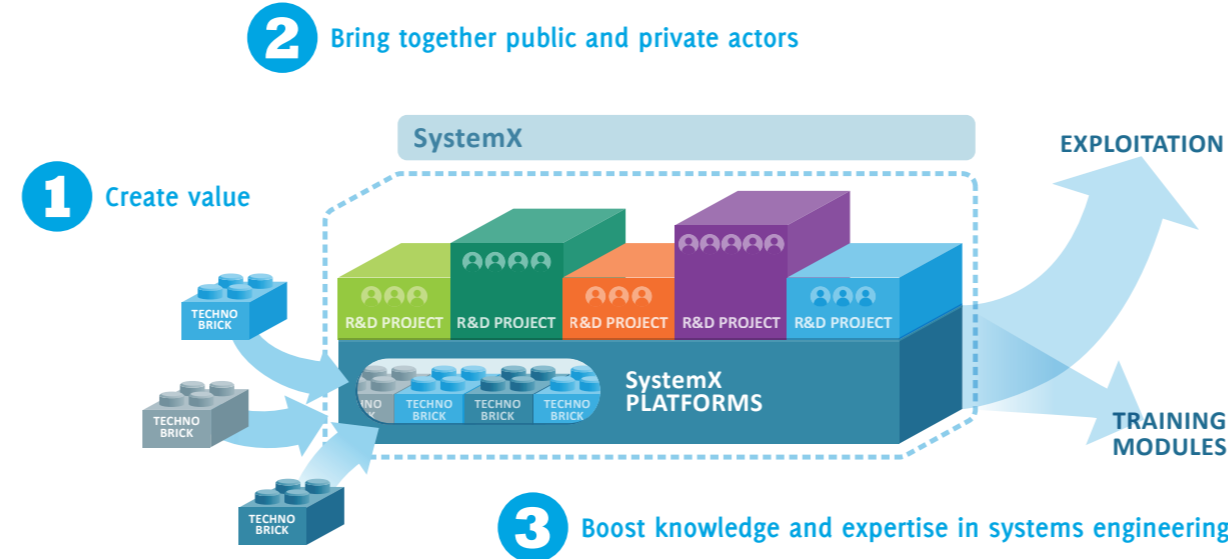 2 Bring together public and private actors
SystemX
EXPLOITATION
1 Create value
R&D PROJECT
R&D PROJECT
R&D PROJECT
R&D PROJECT
R&D PROJECT
TECHNO
BRICK
SystemX
PLATFORMS
TECHNO
BRICK
TECHNO
BRICK
TECHNO
BRICK
TECHNO
BRICK
TRAINING
MODULES
TECHNO
BRICK
3 Boost knowledge and expertise in systems engineering